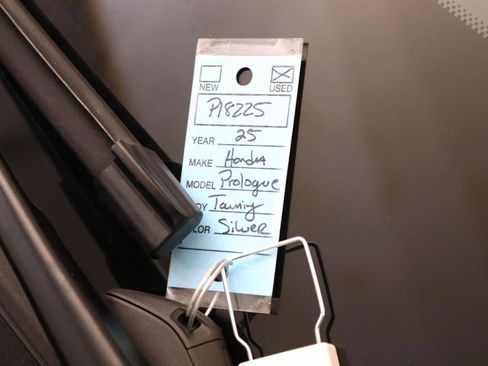 NEW USED
P18225
YEAR 25
MAKE Honda
MODEL Prologue
DY Touring
LOR Silver